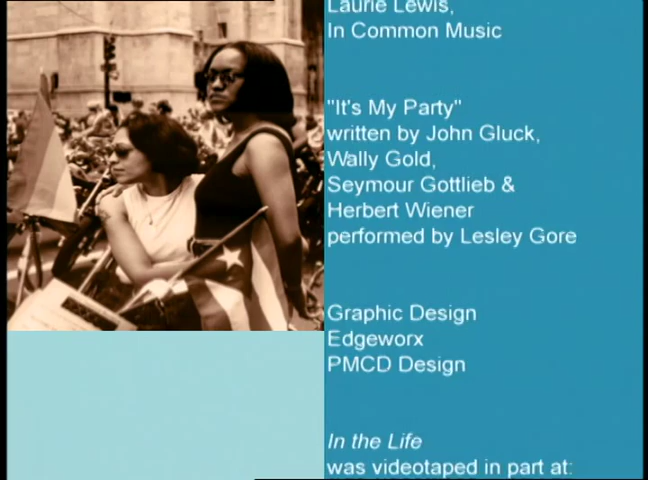 Laurie Lewis,
In Common Music
"It's My Party"
written by John Gluck,
Wally Gold,
Seymour Gottlieb &
Herbert Wiener
performed by Lesley Gore
Graphic Design
Edgeworx
PMCD Design
In the Life
was videotaped in part at: